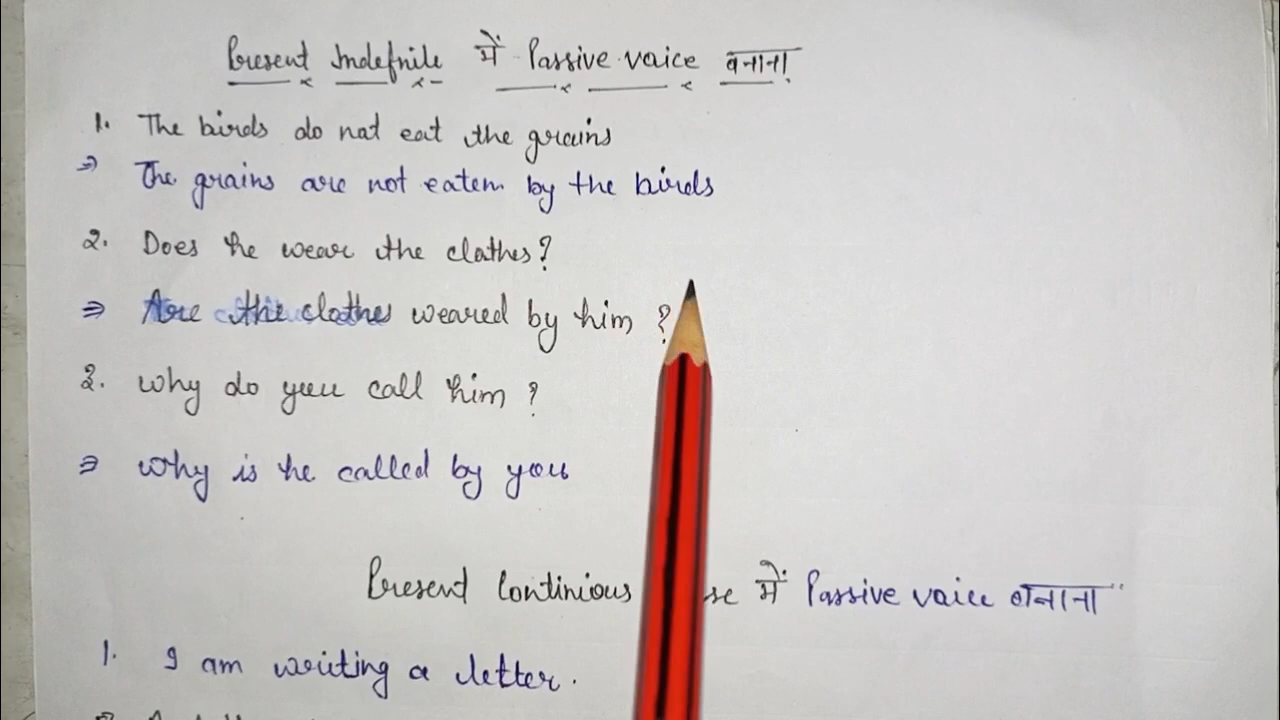 Present Indefnile में Passive voice बनाना
1. The birds do not eat the grains
⇒ The grains are not eaten by the birds
2. Does he wear the clothes?
⇒ Are the clothes weared by him ?
2. Why do you call him ?
⇒ Why is he called by you
Present Continious se में Passive voice बनाना
1. I am writing a letter.